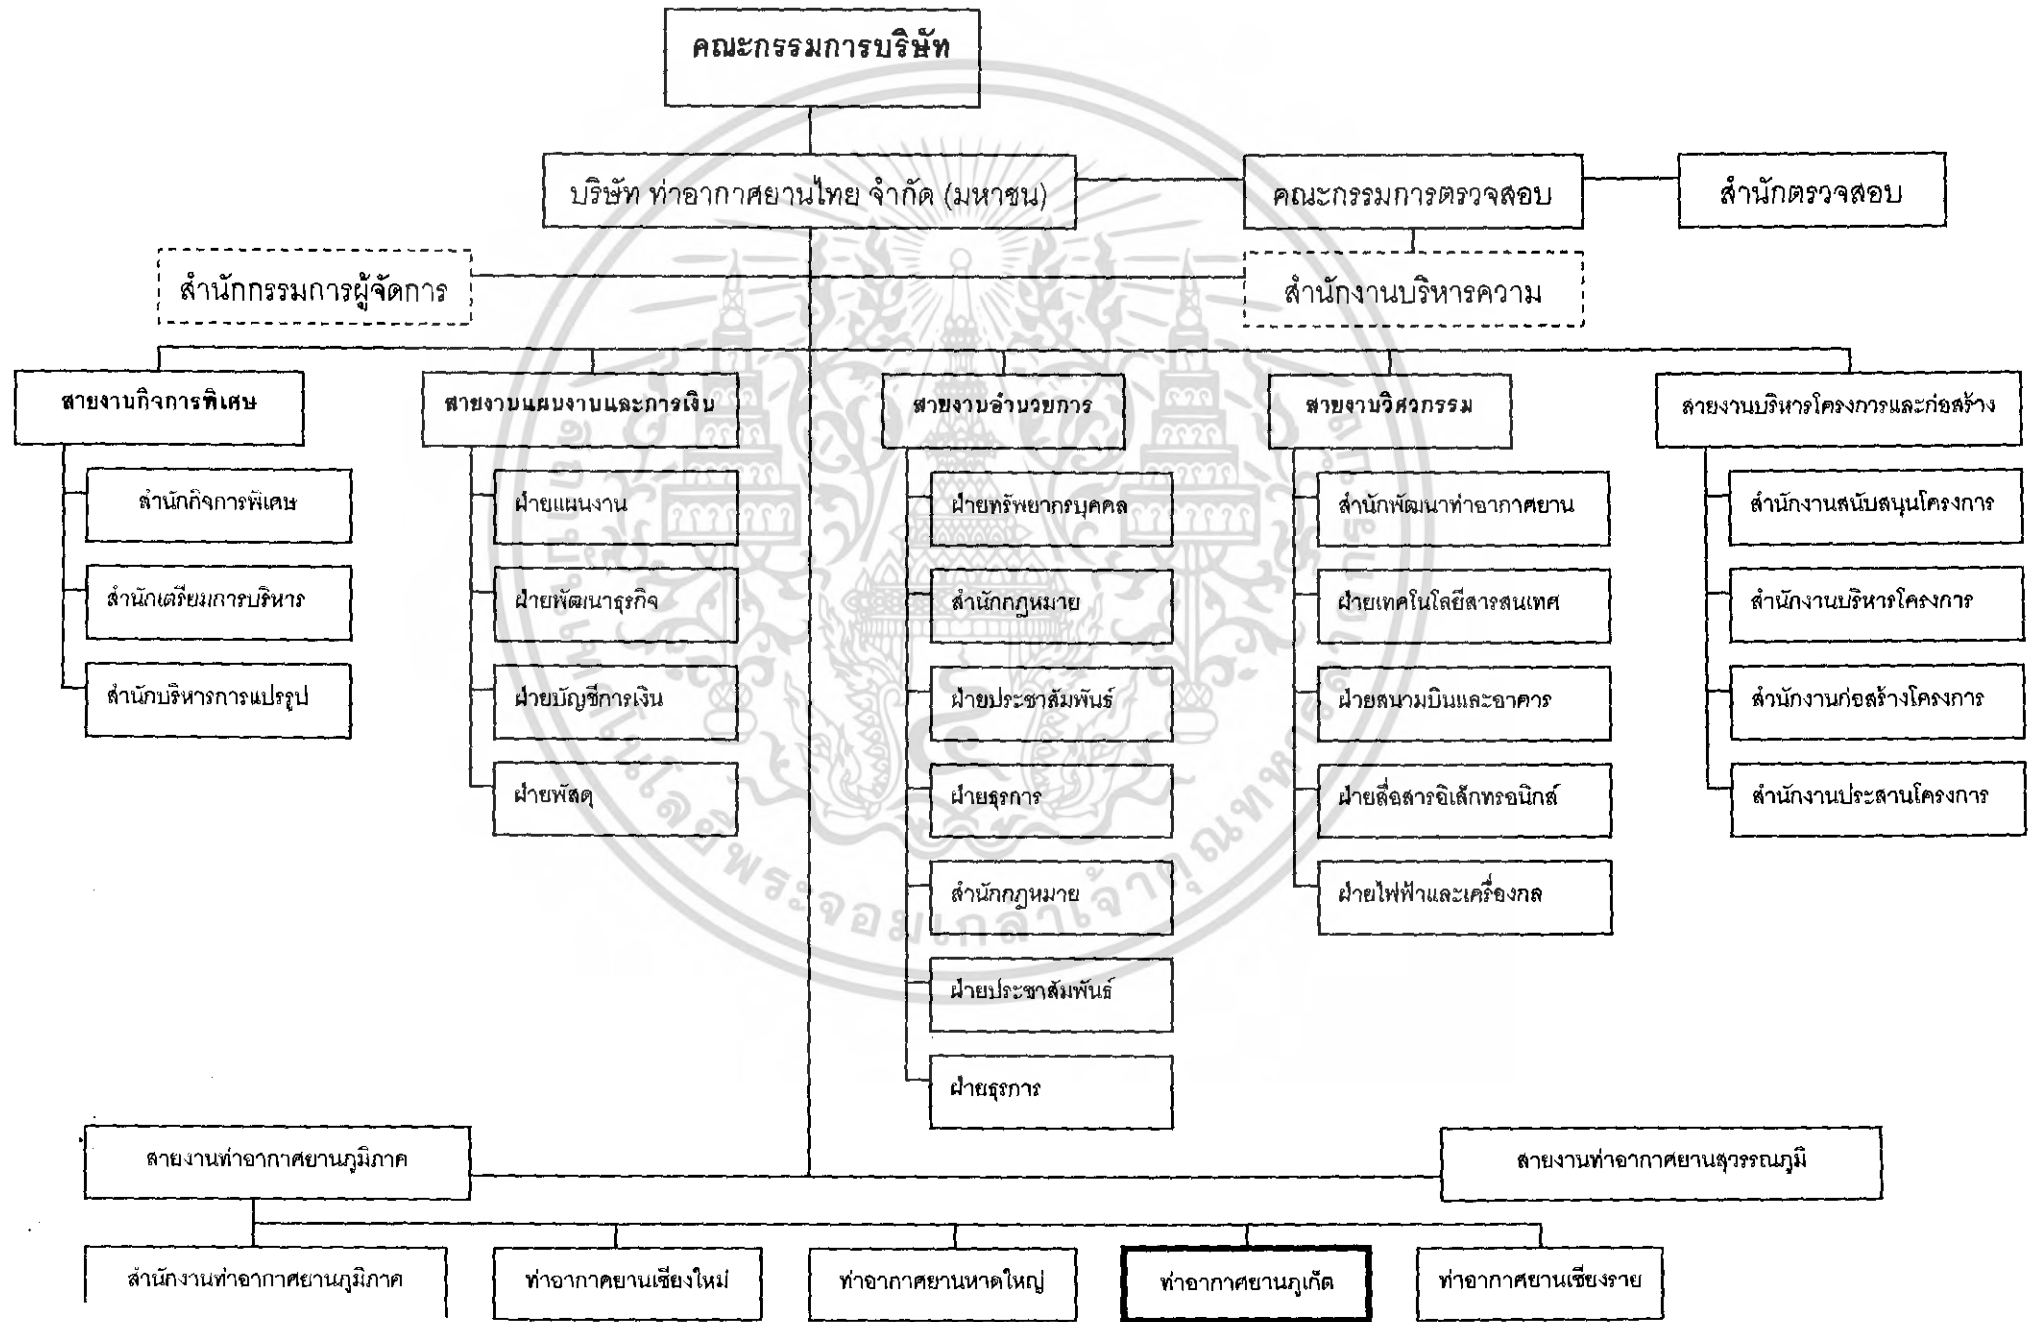 คณะกรรมการบริษัท
บริษัท ท่าอากาศยานไทย จำกัด (มหาชน)
คณะกรรมการตรวจสอบ
สำนักตรวจสอบ
สำนักกรรมการผู้จัดการ
สำนักงานบริหารความ
สายงานกิจการพิเศษ
สายงานแผนงานและการเงิน
สายงานอำนวยการ
สายงานวิศวกรรม
สายงานบริหารโครงการและก่อสร้าง
สำนักกิจการพิเศษ
สำนักเตรียมการบริหาร
สำนักบริหารการแปรรูป
ฝ่ายแผนงาน
ฝ่ายพัฒนาธุรกิจ
ฝ่ายบัญชีการเงิน
ฝ่ายพัสดุ
ฝ่ายทรัพยากรบุคคล
สำนักกฎหมาย
ฝ่ายประชาสัมพันธ์
ฝ่ายธุรการ
สำนักกฎหมาย
ฝ่ายประชาสัมพันธ์
ฝ่ายธุรการ
สำนักพัฒนาท่าอากาศยาน
ฝ่ายเทคโนโลยีสารสนเทศ
ฝ่ายสนามบินและอาคาร
ฝ่ายสื่อสารอิเล็กทรอนิกส์
ฝ่ายไฟฟ้าและเครื่องกล
สำนักงานสนับสนุนโครงการ
สำนักงานบริหารโครงการ
สำนักงานก่อสร้างโครงการ
สำนักงานประสานโครงการ
สายงานท่าอากาศยานภูมิภาค
สายงานท่าอากาศยานสุวรรณภูมิ
สำนักงานท่าอากาศยานภูมิภาค
ท่าอากาศยานเชียงใหม่
ท่าอากาศยานหาดใหญ่
ท่าอากาศยานภูเก็ต
ท่าอากาศยานเชียงราย